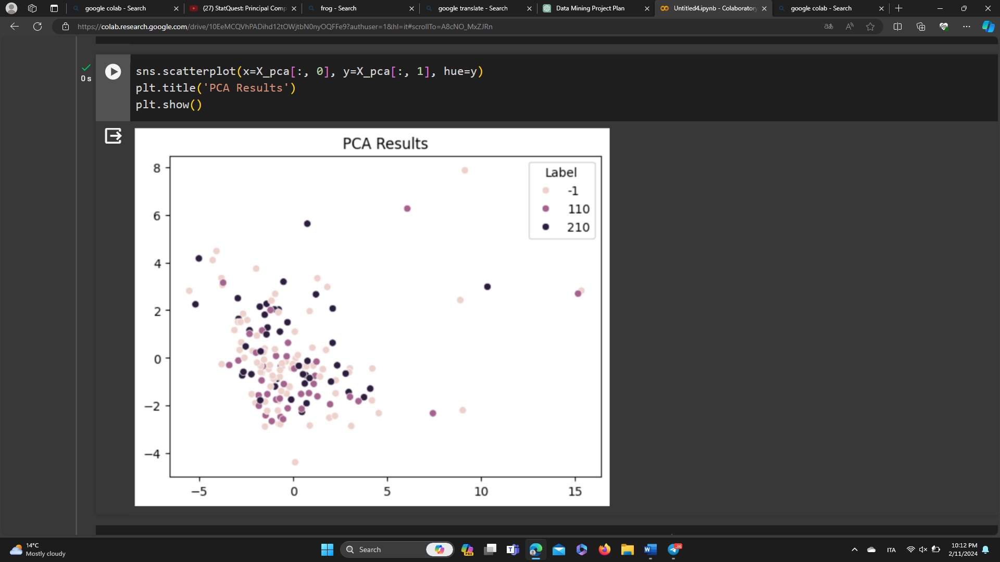 google colab - Search
(27) StatQuest: Principal Comp
frog - Search
google translate - Search
Data Mining Project Plan
Untitled4.ipynb - Colaboratory
google colab - Search
https://colab.research.google.com/drive/10EeMCQVhPADihd12tOWjtbN0nyOQFFe9?authuser=1&hl=it#scrollTo=A8cNO_MxZJRn
0 s
sns.scatterplot(x=X_pca[:, 0], y=X_pca[:, 1], hue=y)
plt.title('PCA Results')
plt.show()
PCA Results
Label
-1
110
210
8
6
4
2
0
−2
−4
−5 0 5 10 15
14°C
Mostly cloudy
Search
PRE
36
ITA
10:12 PM
2/11/2024